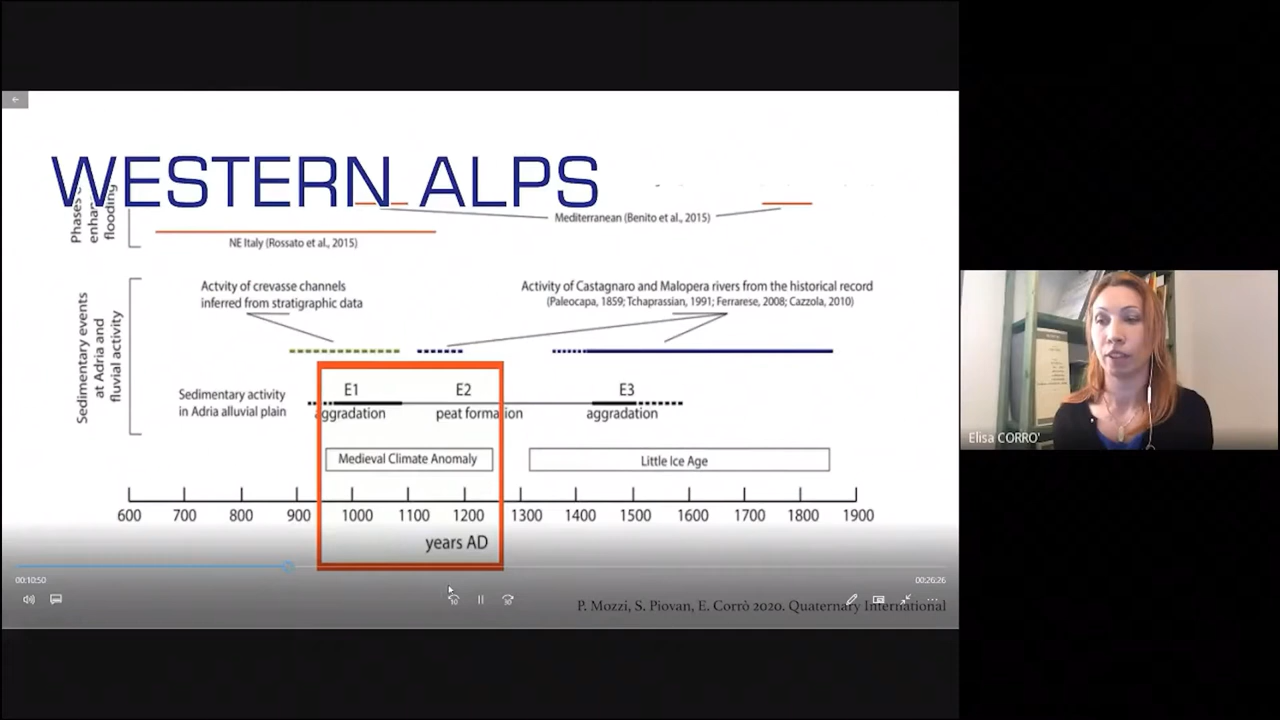 WESTERN ALPS
Phases
enhan
flooding
Mediterranean (Benito et al., 2015)
NE Italy (Rossato et al., 2015)
Sedimentary events
at Adria and
fluvial activity
Actvity of crevasse channels
inferred from stratigraphic data
Activity of Castagnaro and Malopera rivers from the historical record
(Paleocapa, 1859; Tchaprassian, 1991; Ferrarese, 2008; Cazzola, 2010)
Sedimentary activity
in Adria alluvial plain
E1
E2
E3
aggradation
peat formation
aggradation
Medieval Climate Anomaly
Little Ice Age
600 700 800 900 1000 1100 1200 1300 1400 1500 1600 1700 1800 1900
years AD
00:10:50
00:26:26
10
30
P. Mozzi, S. Piovan, E. Corrò 2020. Quaternary International
Elisa CORRO'